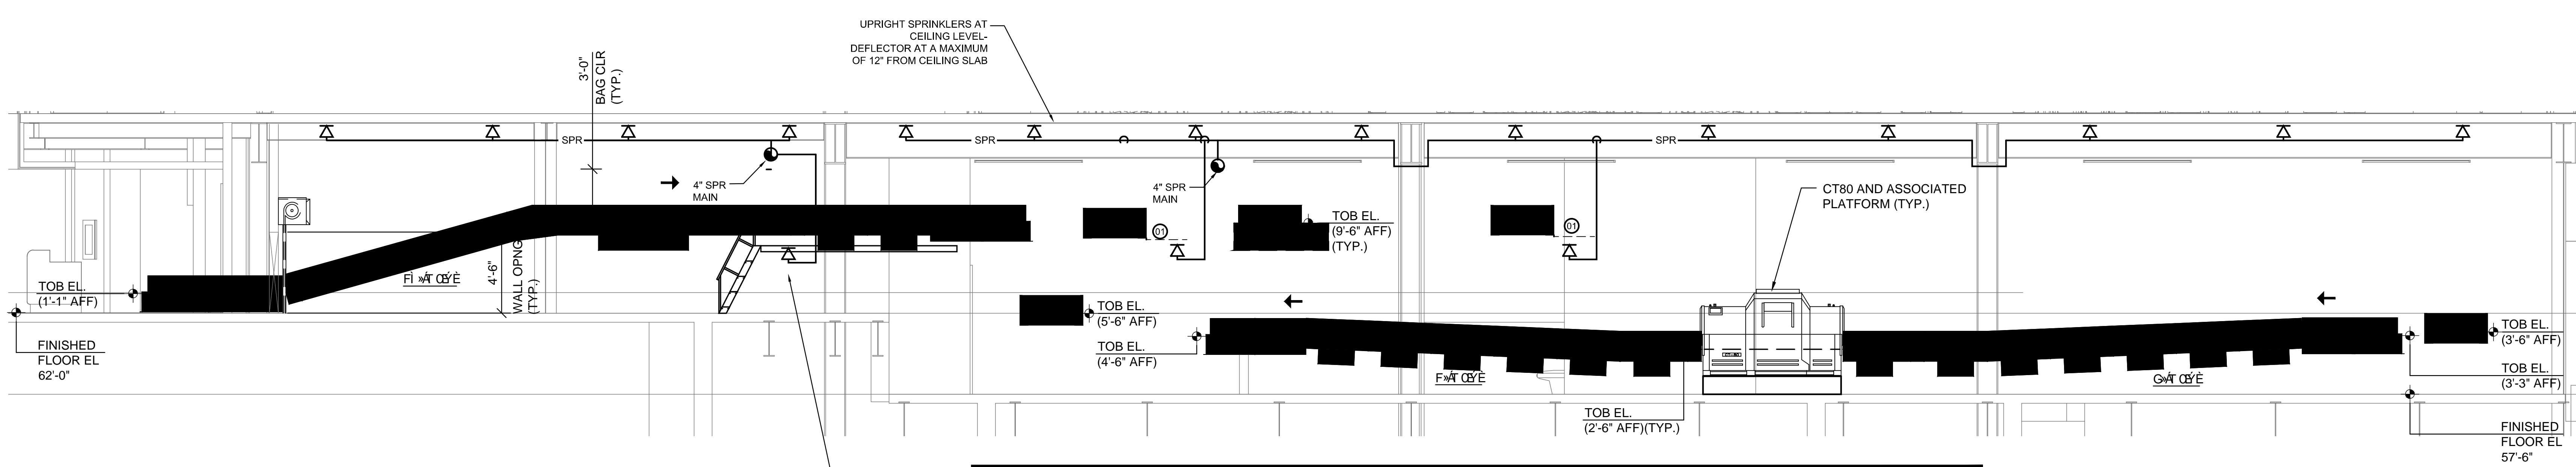 UPRIGHT SPRINKLERS AT
CEILING LEVEL-
DEFLECTOR AT A MAXIMUM
OF 12" FROM CEILING SLAB
3'-0"
BAG CLR
(TYP.)
SPR
SPR
SPR
4" SPR
MAIN
4" SPR
MAIN
CT80 AND ASSOCIATED
PLATFORM (TYP.)
01
01
TOB EL.
(9'-6" AFF)
(TYP.)
4'-6"
WALL OPNG
(TYP.)
TOB EL.
(1'-1" AFF)
TOB EL.
(5'-6" AFF)
TOB EL.
(4'-6" AFF)
TOB EL.
(3'-6" AFF)
TOB EL.
(3'-3" AFF)
FINISHED
FLOOR EL
62'-0"
TOB EL.
(2'-6" AFF)(TYP.)
FINISHED
FLOOR EL
57'-6"